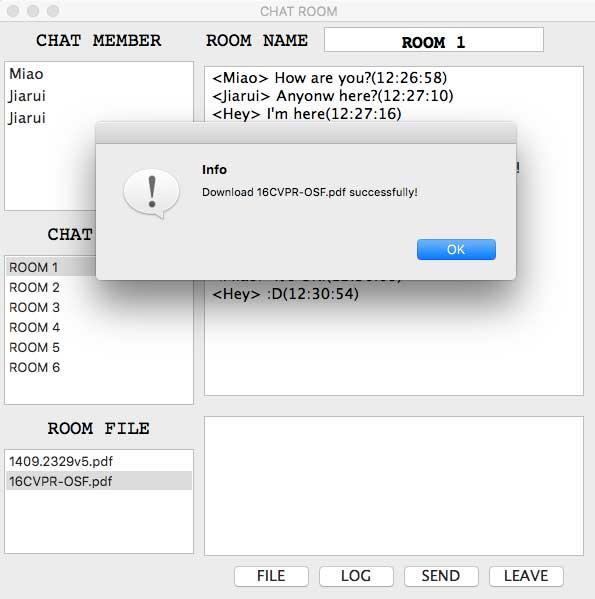 CHAT ROOM
CHAT MEMBER
ROOM NAME
ROOM 1
Miao
Jiarui
Jiarui
<Miao> How are you?(12:26:58)
<Jiarui> Anyonw here?(12:27:10)
<Hey> I'm here(12:27:16)
!
Info
Download 16CVPR-OSF.pdf successfully!
OK
<Hey> :D(12:30:54)
CHAT
ROOM 1
ROOM 2
ROOM 3
ROOM 4
ROOM 5
ROOM 6
ROOM FILE
1409.2329v5.pdf
16CVPR-OSF.pdf
FILE
LOG
SEND
LEAVE